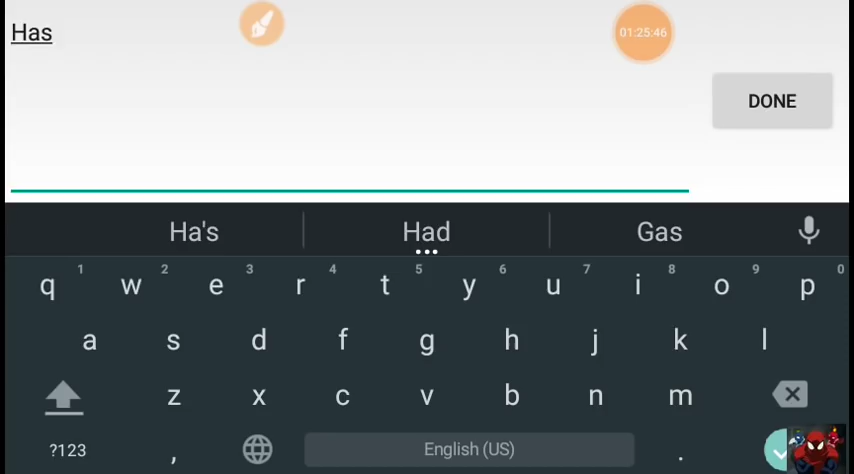 Has
01:25:46
DONE
Ha's Had Gas
q 1 w 2 e 3 r 4 t 5 y 6 u 7 i 8 o 9 p 0
a s d f g h j k l
z x c v b n m
?123 , English (US) .